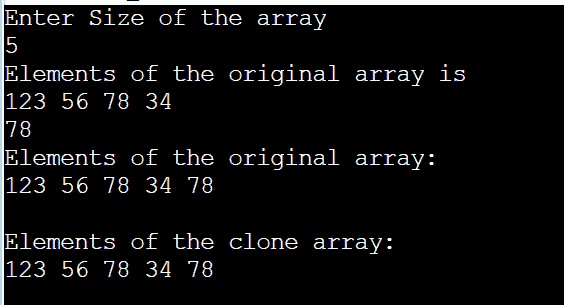 Enter Size of the array
5
Elements of the original array is
123 56 78 34
78
Elements of the original array:
123 56 78 34 78
Elements of the clone array:
123 56 78 34 78